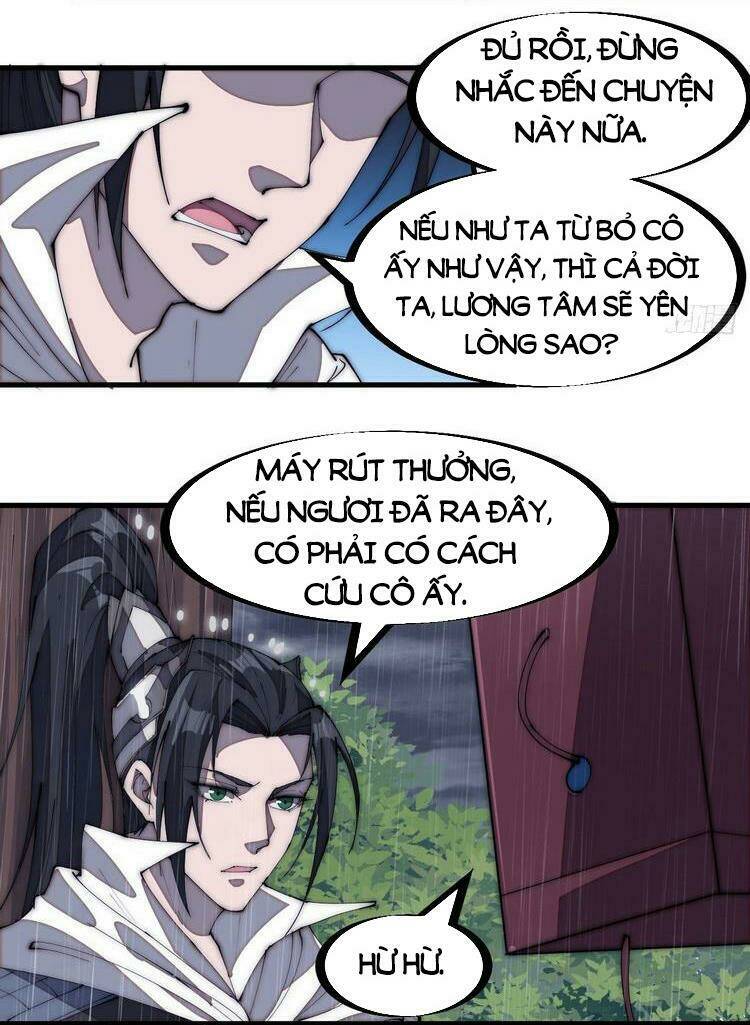 ĐỦ RỒI, ĐỪNG
NHẮC ĐẾN CHUYỆN
NÀY NỮA.
NẾU NHƯ TA TỪ BỎ CÔ
ẤY NHƯ VẬY, THÌ CẢ ĐỜI
TA, LƯƠNG TÂM SẼ YÊN
LÒNG SAO?
MÁY RÚT THƯỞNG,
NẾU NGƯƠI ĐÃ RA ĐÂY,
CÓ PHẢI CÓ CÁCH
CỨU CÔ ẤY.
HỪ HỪ.